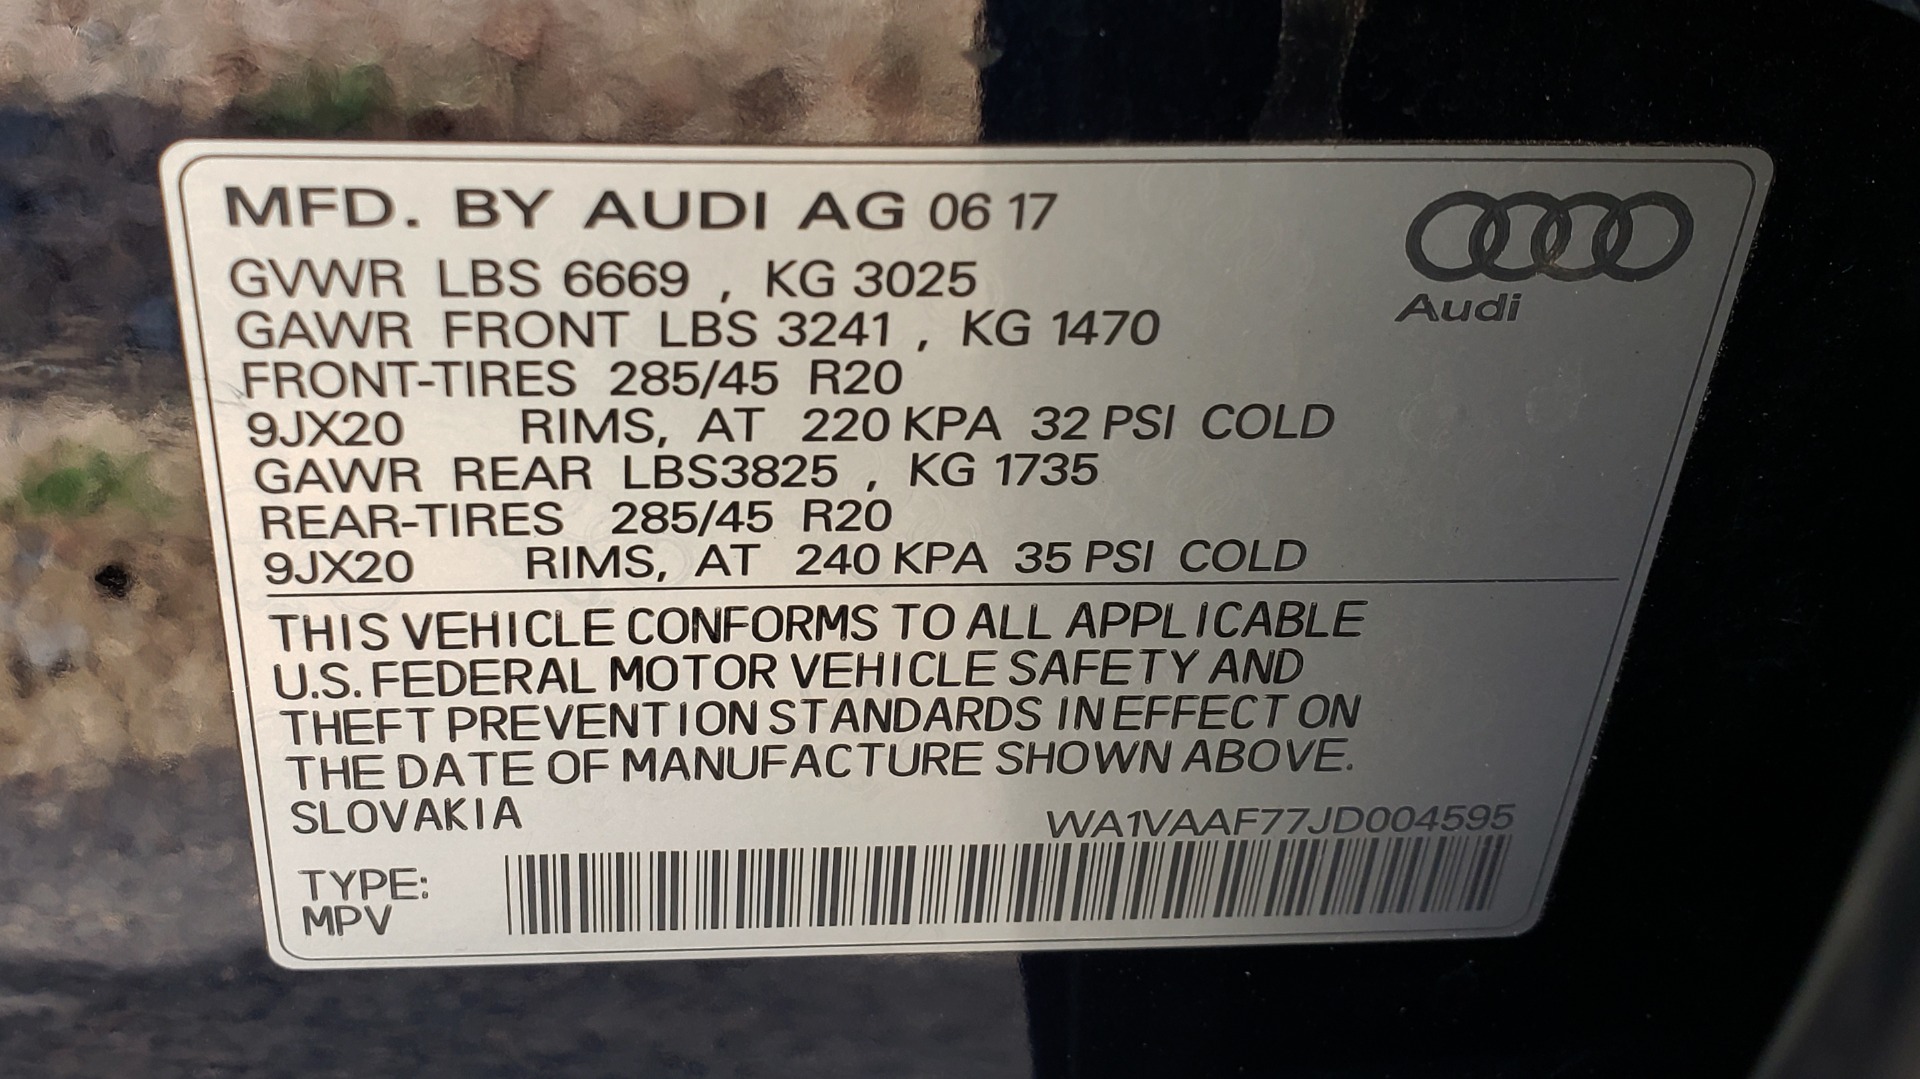 MFD. BY AUDI AG 06 17
GVWR LBS 6669 , KG 3025
GAWR FRONT LBS 3241 , KG 1470
FRONT-TIRES 285/45 R20
9JX20 RIMS, AT 220 KPA 32 PSI COLD
GAWR REAR LBS3825 , KG 1735
REAR-TIRES 285/45 R20
9JX20 RIMS, AT 240 KPA 35 PSI COLD
Audi
THIS VEHICLE CONFORMS TO ALL APPLICABLE
U.S. FEDERAL MOTOR VEHICLE SAFETY AND
THEFT PREVENTION STANDARDS IN EFFECT ON
THE DATE OF MANUFACTURE SHOWN ABOVE.
SLOVAKIA WA1VAAF77JD004595
TYPE:
MPV